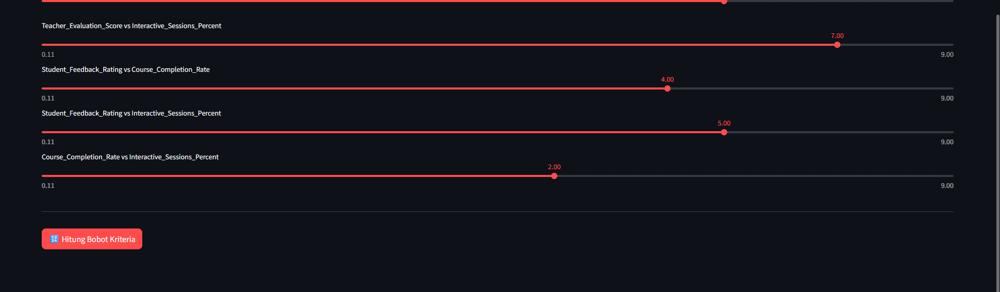 Teacher_Evaluation_Score vs Interactive_Sessions_Percent
7.00
0.11 9.00
Student_Feedback_Rating vs Course_Completion_Rate
4.00
0.11 9.00
Student_Feedback_Rating vs Interactive_Sessions_Percent
5.00
0.11 9.00
Course_Completion_Rate vs Interactive_Sessions_Percent
2.00
0.11 9.00
🔢 Hitung Bobot Kriteria